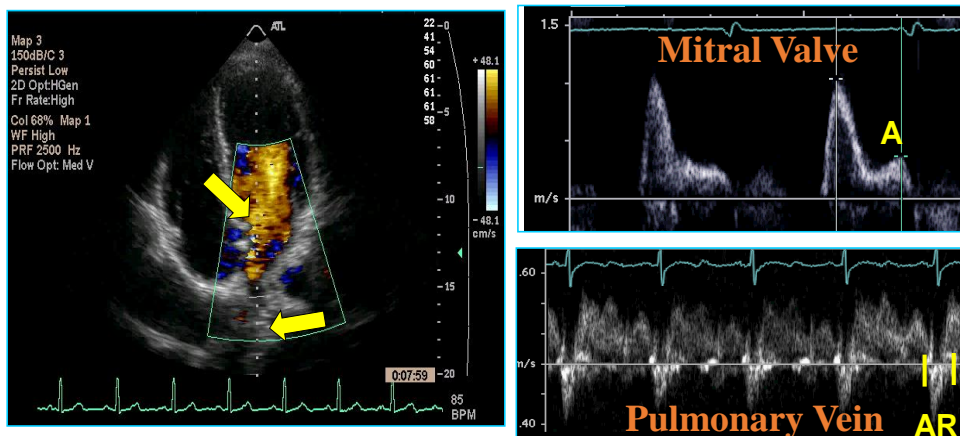 Map 3
150dB/C 3
Persist Low
2D Opt:HGen
Fr Rate:High
Col 68% Map 1
WF High
PRF 2500 Hz
Flow Opt: Med V
ATL
22
41
54
60
61
61
58
0
5
10
15
20
+ 48.1
- 48.1
cm/s
0:07:59
85
BPM
1.5
Mitral Valve
A
m/s
.60
m/s
.40
Pulmonary Vein
AR